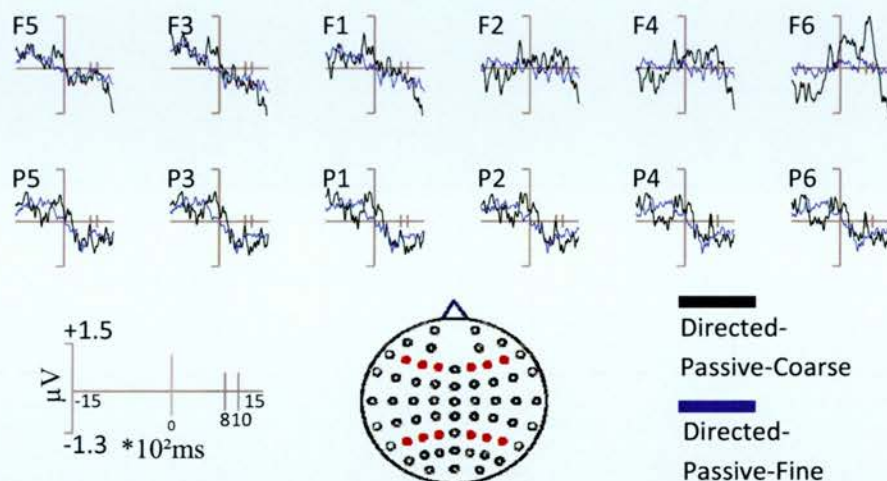 F5 F3 F1 F2 F4 F6
P5 P3 P1 P2 P4 P6
+1.5
µV
-15 0 8 10 15
-1.3 *10²ms
Directed-
Passive-Coarse
Directed-
Passive-Fine